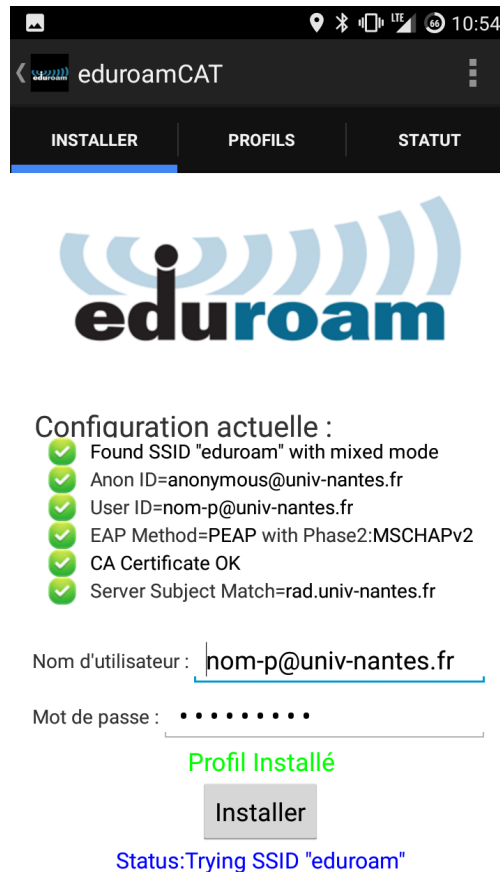 LTE 66 10:54
eduroam eduroamCAT
INSTALLER PROFILS STATUT
eduroam
Configuration actuelle :
Found SSID "eduroam" with mixed mode
Anon ID=anonymous@univ-nantes.fr
User ID=nom-p@univ-nantes.fr
EAP Method=PEAP with Phase2:MSCHAPv2
CA Certificate OK
Server Subject Match=rad.univ-nantes.fr
Nom d'utilisateur : nom-p@univ-nantes.fr
Mot de passe : •••••••••
Profil Installé
Installer
Status:Trying SSID "eduroam"